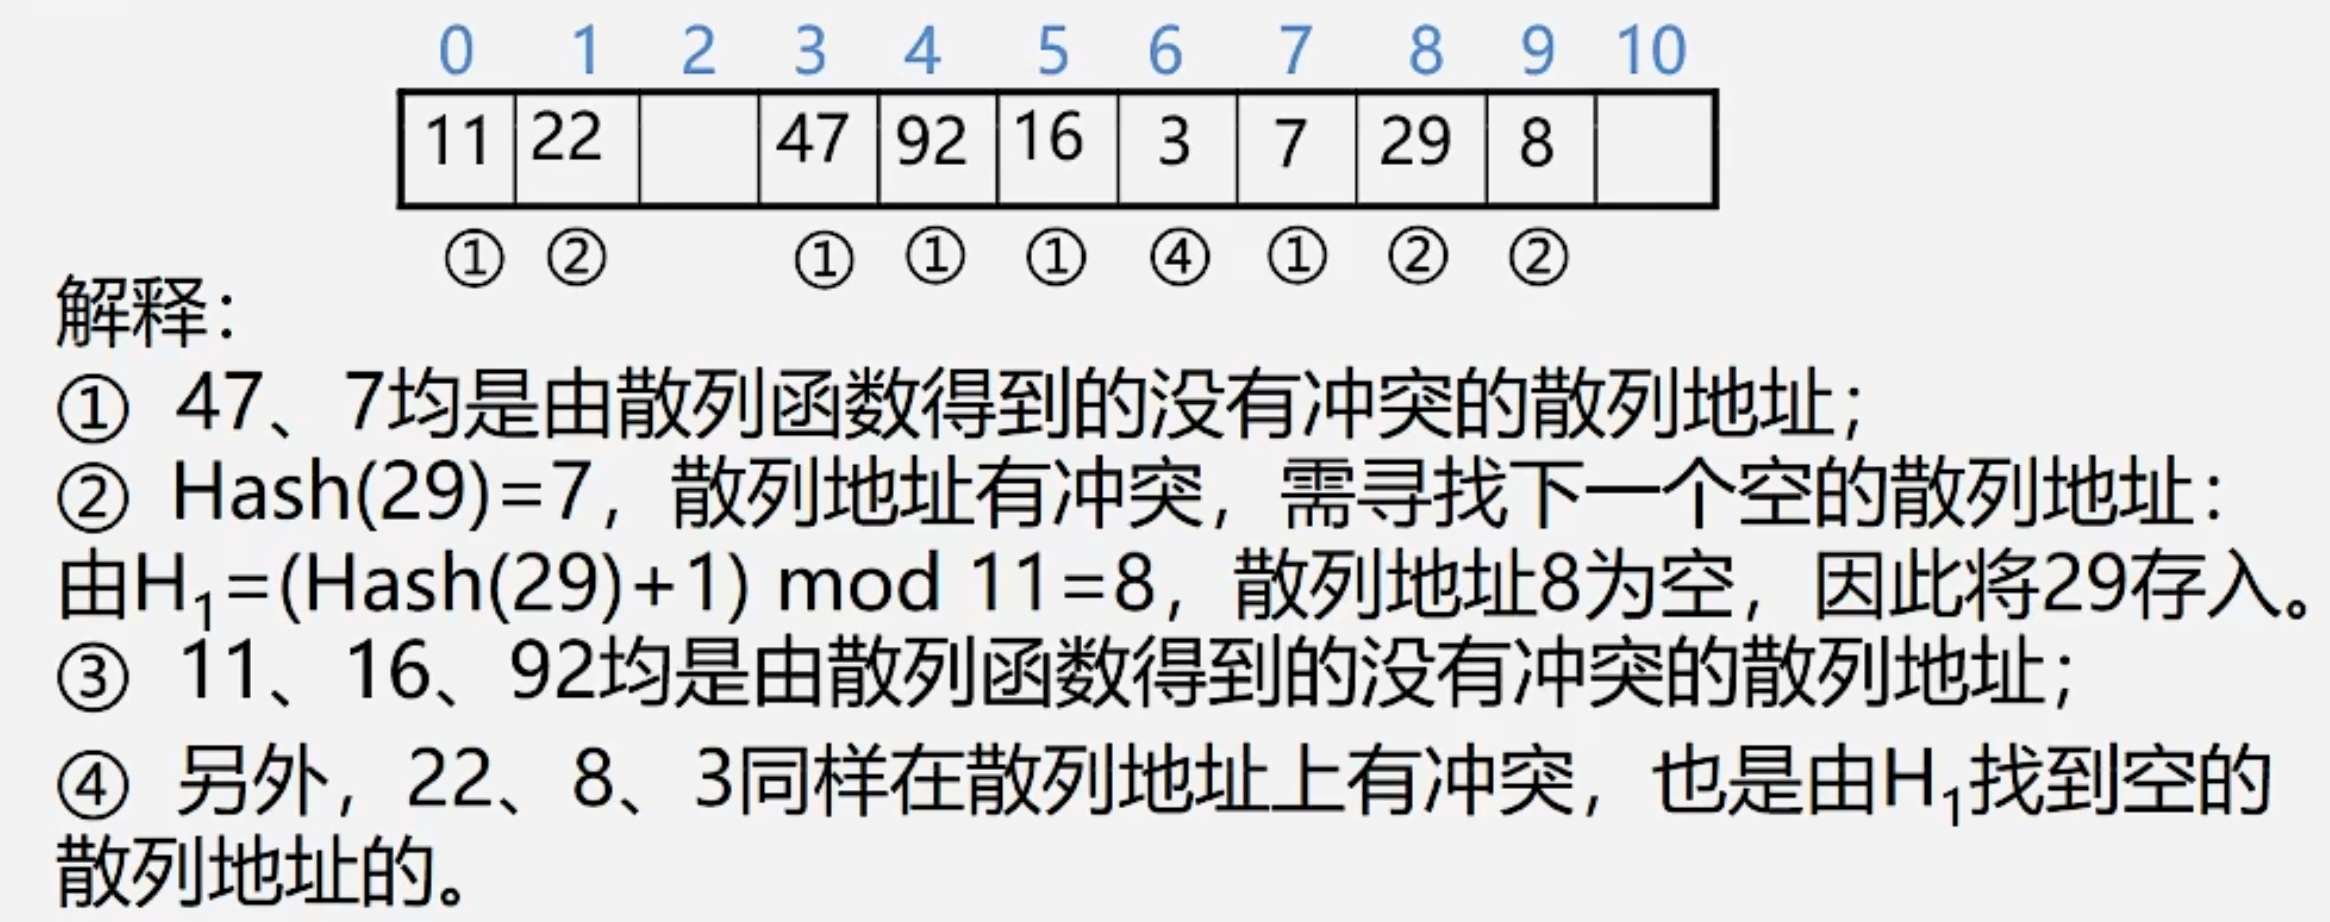 0 1 2 3 4 5 6 7 8 9 10
11 22 47 92 16 3 7 29 8
① ② ① ① ① ④ ① ② ②
解释：
① 47、7均是由散列函数得到的没有冲突的散列地址；
② Hash(29)=7，散列地址有冲突，需寻找下一个空的散列地址：
由H₁=(Hash(29)+1) mod 11=8，散列地址8为空，因此将29存入。
③ 11、16、92均是由散列函数得到的没有冲突的散列地址；
④ 另外，22、8、3同样在散列地址上有冲突，也是由H₁找到空的
散列地址的。